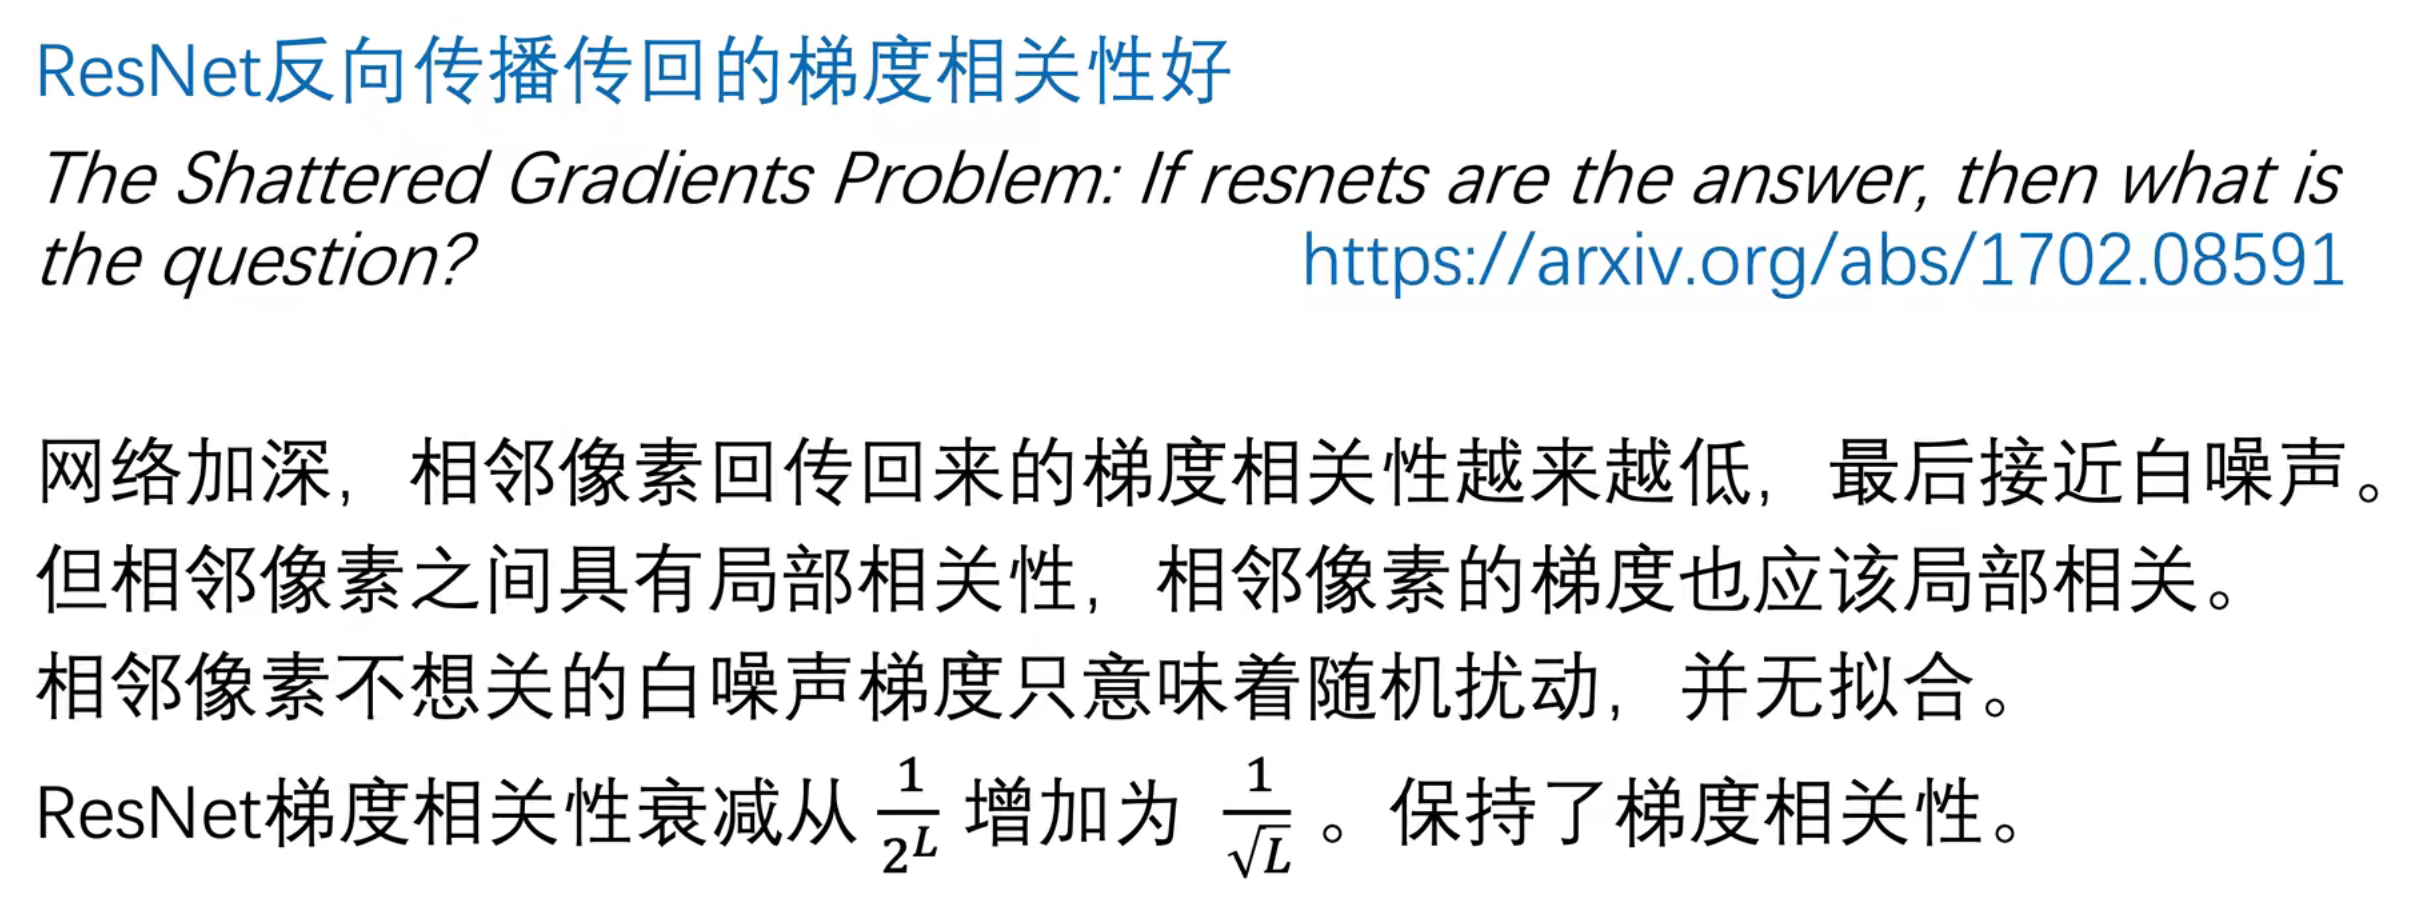 ResNet反向传播传回的梯度相关性好
The Shattered Gradients Problem: If resnets are the answer, then what is
the question? https://arxiv.org/abs/1702.08591
网络加深，相邻像素回传回来的梯度相关性越来越低，最后接近白噪声。
但相邻像素之间具有局部相关性，相邻像素的梯度也应该局部相关。
相邻像素不想关的白噪声梯度只意味着随机扰动，并无拟合。
ResNet梯度相关性衰减从 $\frac{1}{2^L}$ 增加为 $\frac{1}{\sqrt{L}}$ 。保持了梯度相关性。